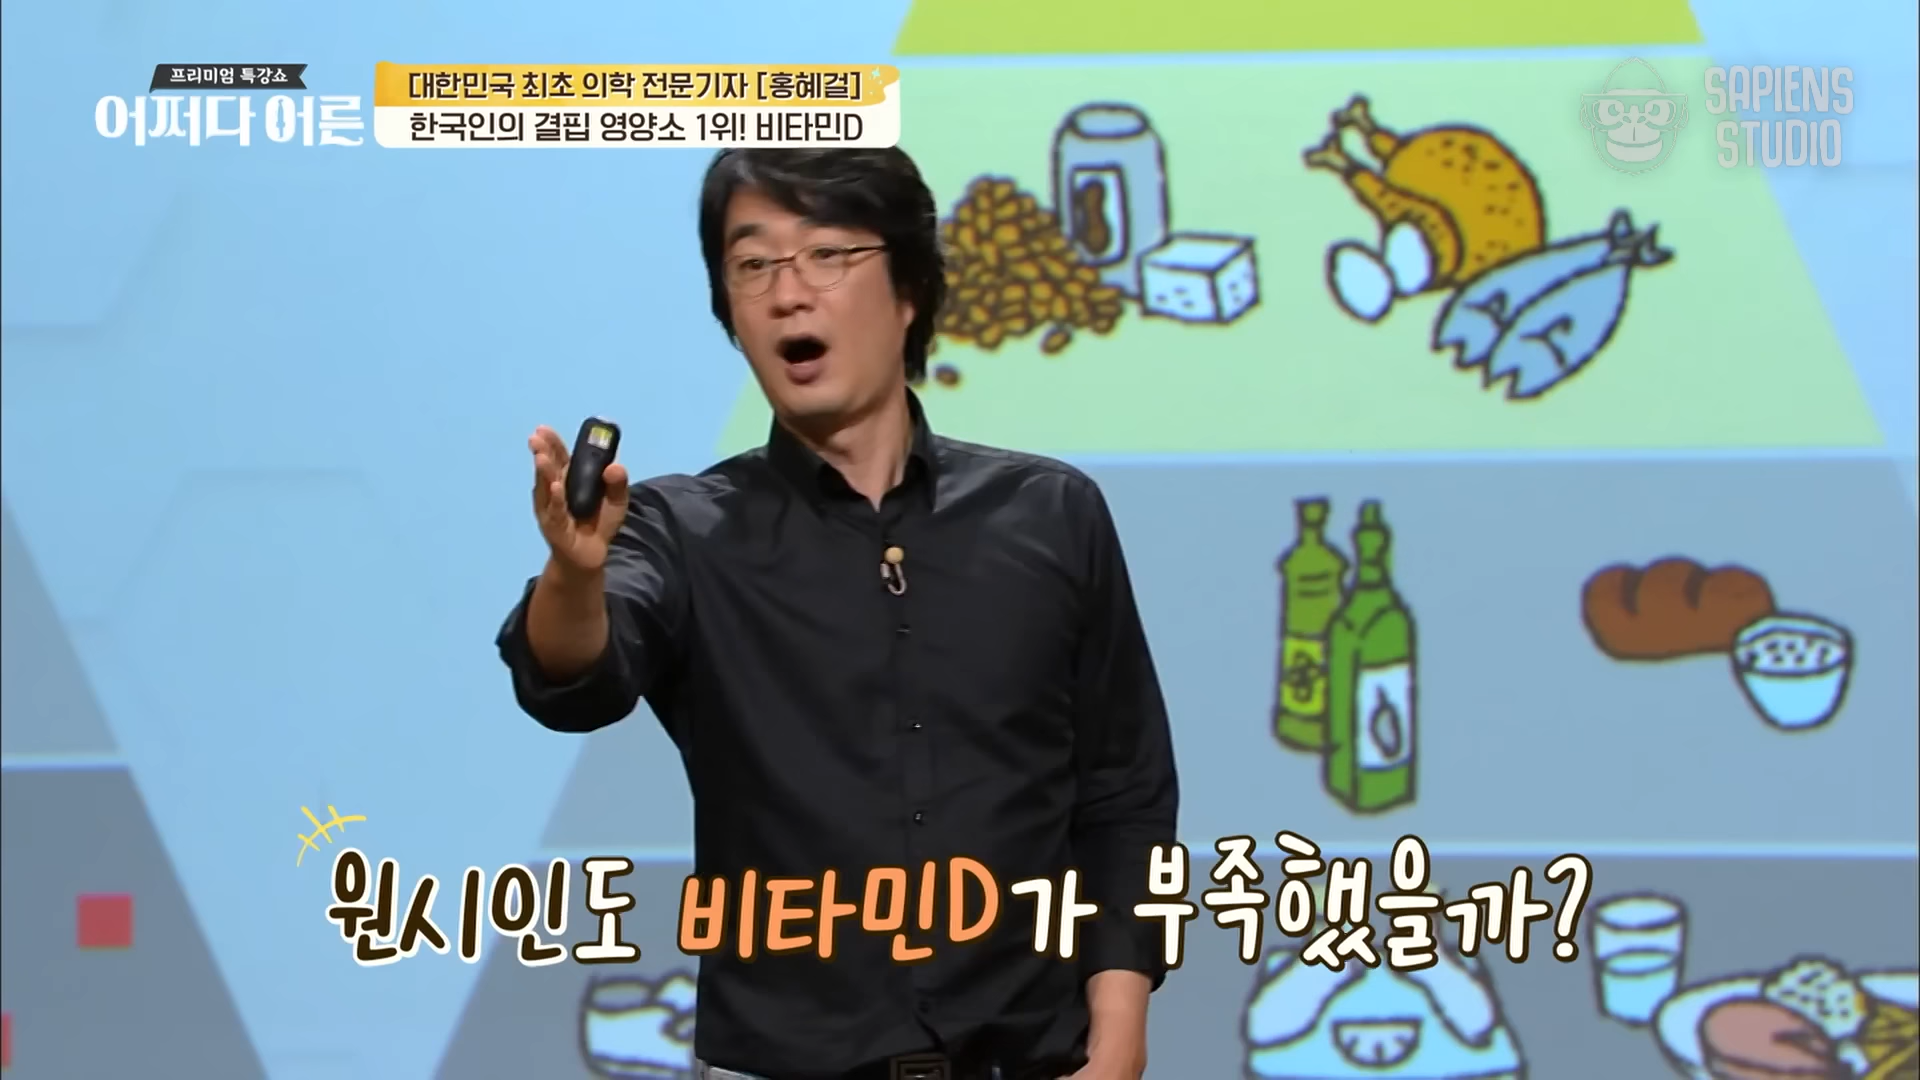 프리미엄 특강쇼
어쩌다 어른
대한민국 최초 의학 전문기자 [홍혜걸]
한국인의 결핍 영양소 1위! 비타민D
SAPIENS
STUDIO
원시인도 비타민D가 부족했을까?